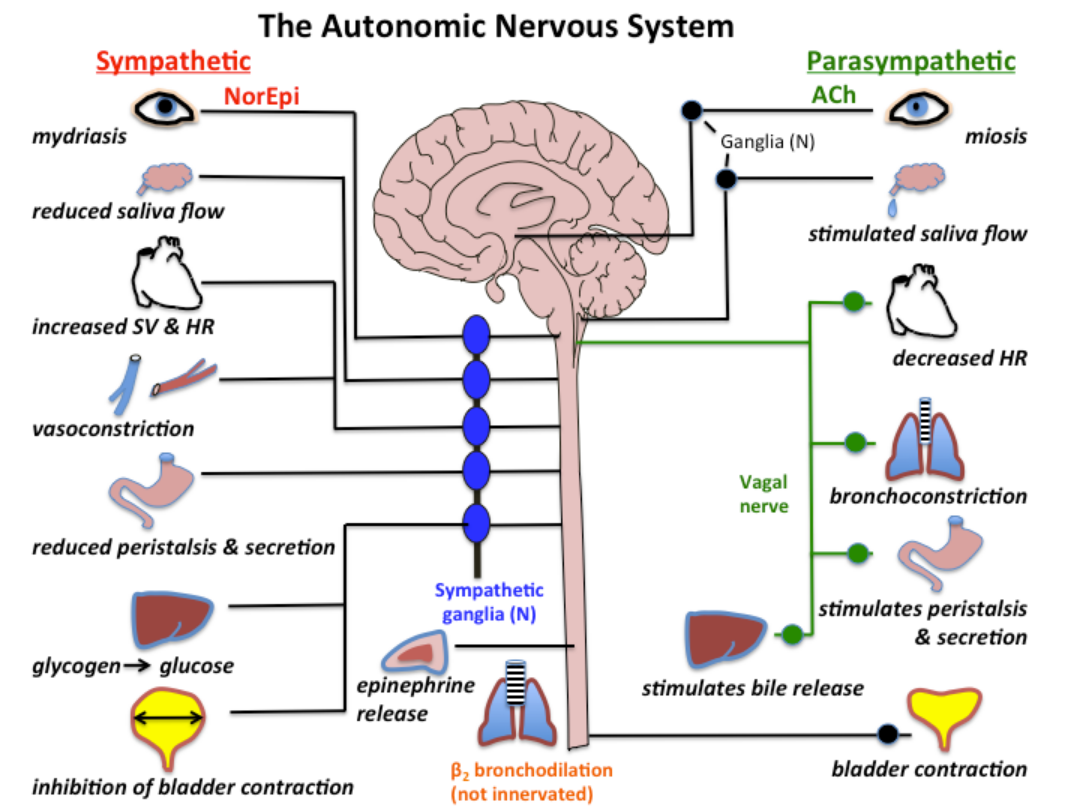 The Autonomic Nervous System
Sympathetic
NorEpi
mydriasis
reduced saliva flow
increased SV & HR
vasoconstriction
reduced peristalsis & secretion
glycogen→ glucose
inhibition of bladder contraction
Sympathetic
ganglia (N)
epinephrine
release
β2 bronchodilation
(not innervated)
Parasympathetic
ACh
Ganglia (N)
miosis
stimulated saliva flow
decreased HR
Vagal
nerve
bronchoconstriction
stimulates peristalsis
& secretion
stimulates bile release
bladder contraction